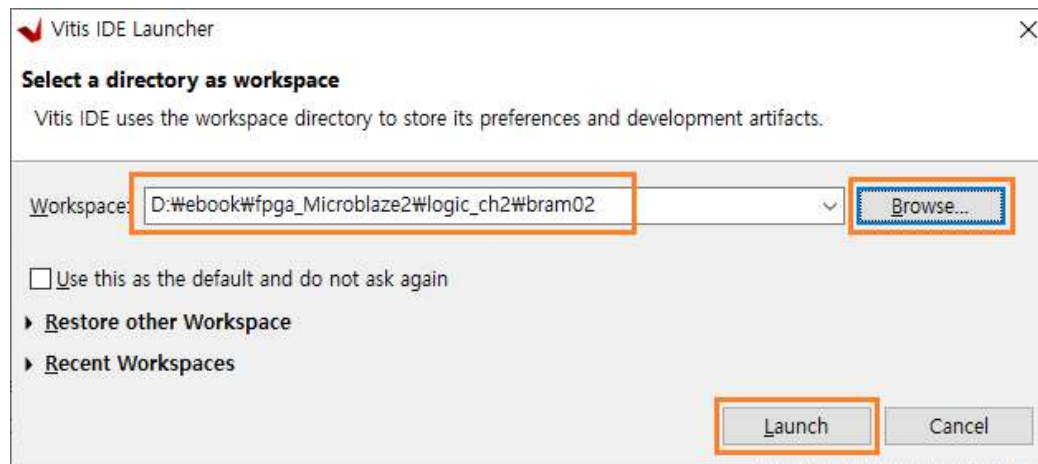 Vitis IDE Launcher
Select a directory as workspace
Vitis IDE uses the workspace directory to store its preferences and development artifacts.
Workspace: D:₩ebook₩fpga_Microblaze2₩logic_ch2₩bram02 Browse...
Use this as the default and do not ask again
Restore other Workspace
Recent Workspaces
Launch Cancel